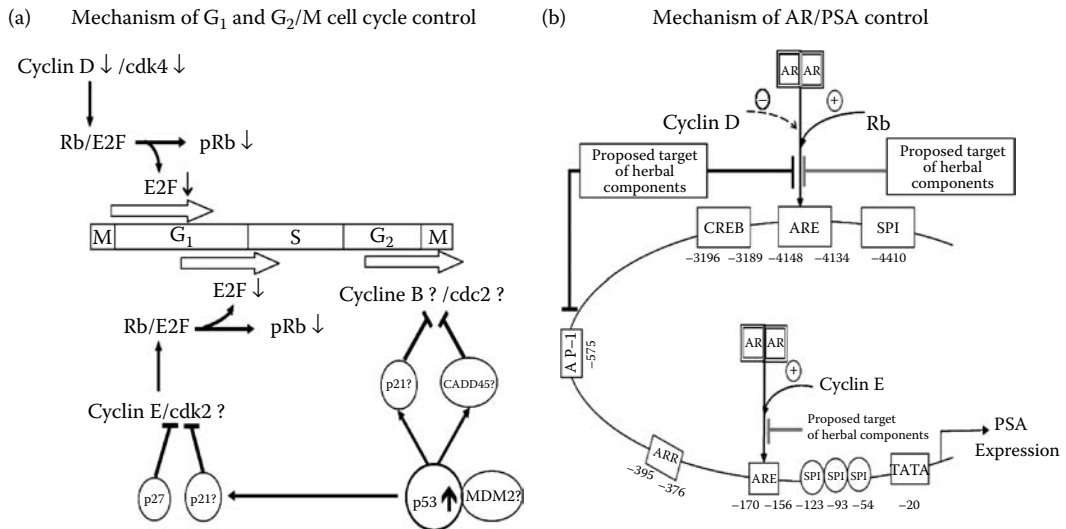 (a) Mechanism of G₁ and G₂/M cell cycle control
Cyclin D ↓ /cdk4 ↓
Rb/E2F
pRb ↓
E2F ↓
M G₁ S G₂ M
E2F ↓
Cycline B ? /cdc2 ?
Rb/E2F
pRb ↓
p21?
CADD45?
Cyclin E/cdk2 ?
p27
p21?
p53
MDM2?
(b) Mechanism of AR/PSA control
AR AR
−
+
Cyclin D
Rb
Proposed target
of herbal
components
Proposed target
of herbal
components
CREB
ARE
SPI
−3196 −3189 −4148 −4134 −4410
A P−1
−575
AR AR
+
Cyclin E
Proposed target
of herbal components
PSA
Expression
ARR
−395
−376
ARE
SPI SPI SPI
TATA
−170 −156 −123 −93 −54 −20